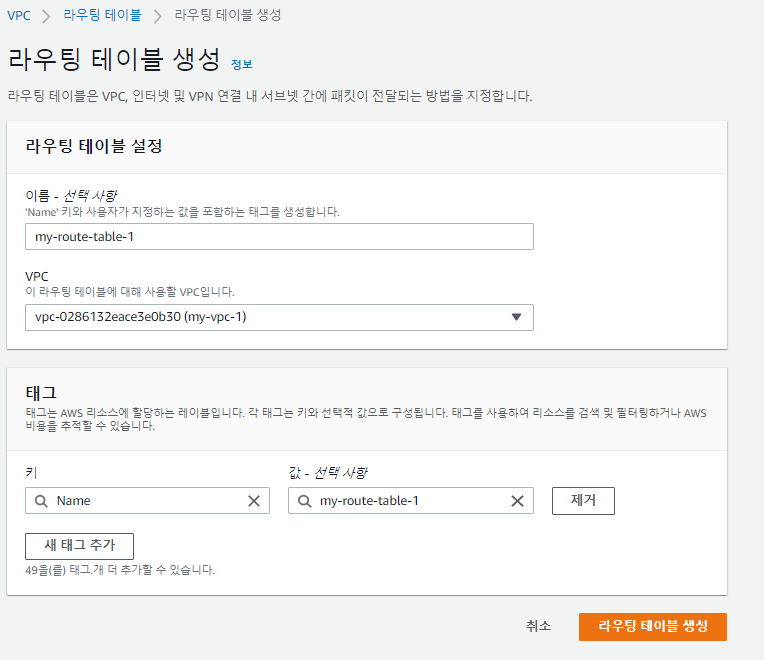 VPC > 라우팅 테이블 > 라우팅 테이블 생성
라우팅 테이블 생성 정보
라우팅 테이블은 VPC, 인터넷 및 VPN 연결 내 서브넷 간에 패킷이 전달되는 방법을 지정합니다.
라우팅 테이블 설정
이름 - 선택 사항
'Name' 키와 사용자가 지정하는 값을 포함하는 태그를 생성합니다.
my-route-table-1
VPC
이 라우팅 테이블에 대해 사용할 VPC입니다.
vpc-0286132eace3e0b30 (my-vpc-1)
태그
태그는 AWS 리소스에 할당하는 레이블입니다. 각 태그는 키와 선택적 값으로 구성됩니다. 태그를 사용하여 리소스를 검색 및 필터링하거나 AWS
비용을 추적할 수 있습니다.
키 값 - 선택 사항
Name my-route-table-1 제거
새 태그 추가
49을(를) 태그.개 더 추가할 수 있습니다.
취소 라우팅 테이블 생성